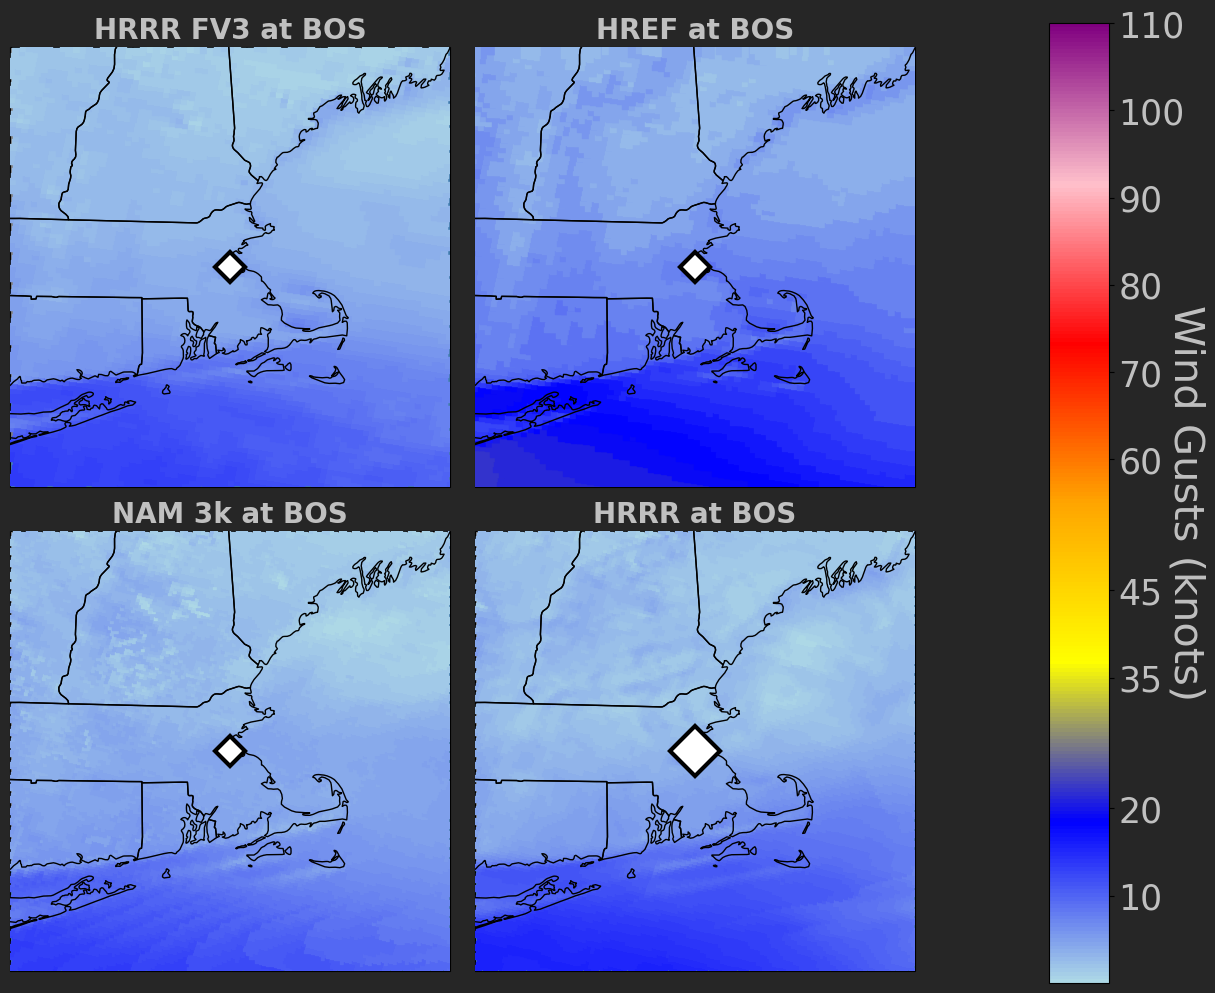 HRRR FV3 at BOS
HREF at BOS
NAM 3k at BOS
HRRR at BOS
110
100
90
80
70
60
45
35
20
10
Wind Gusts (knots)